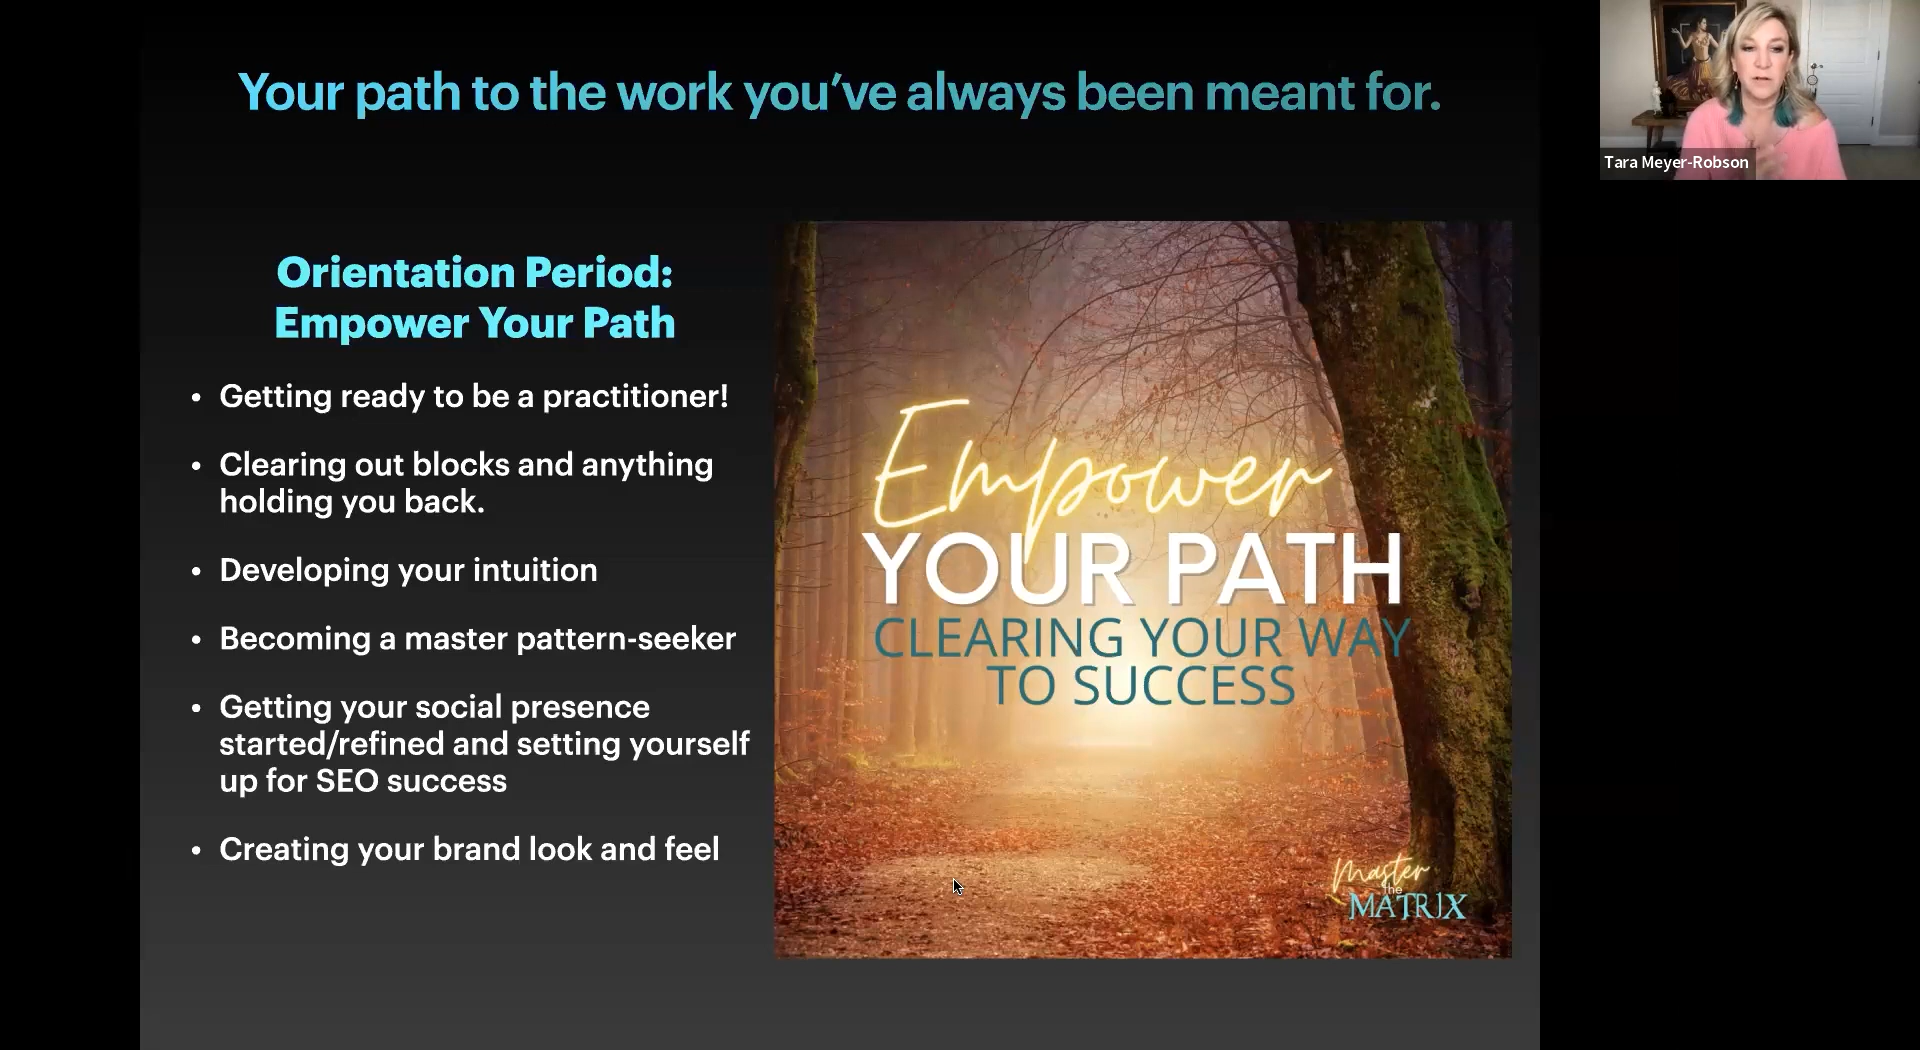 Your path to the work you've always been meant for.
Tara Meyer-Robson
Orientation Period:
Empower Your Path
• Getting ready to be a practitioner!
• Clearing out blocks and anything
holding you back.
• Developing your intuition
• Becoming a master pattern-seeker
• Getting your social presence
started/refined and setting yourself
up for SEO success
• Creating your brand look and feel
Empower
YOUR PATH
CLEARING YOUR WAY
TO SUCCESS
Master
the
MATRIX